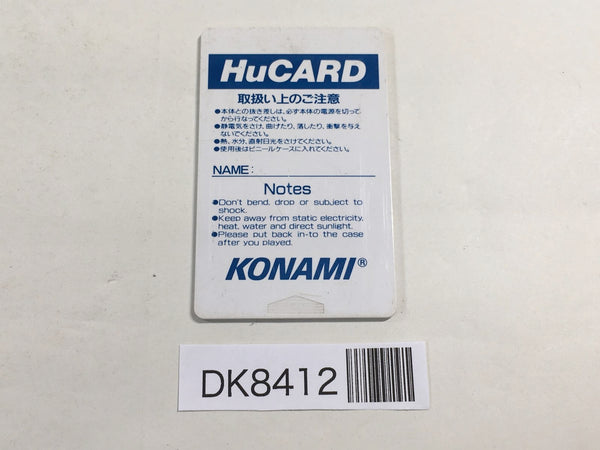 HuCARD
取扱い上のご注意
●本体との抜き差しは、必ず本体の電源を切って
から行なってください。
●静電気をさけ、曲げたり、落したり、衝撃を与え
ないでください。
●熱、水分、直射日光をさけてください。
●使用後はビニールケースに入れてください。
NAME:
Notes
●Don't bend, drop or subject to
shock.
●Keep away from static electricity,
heat, water and direct sunlight.
●Please put back in-to the case
after you played.
KONAMI®
DK8412